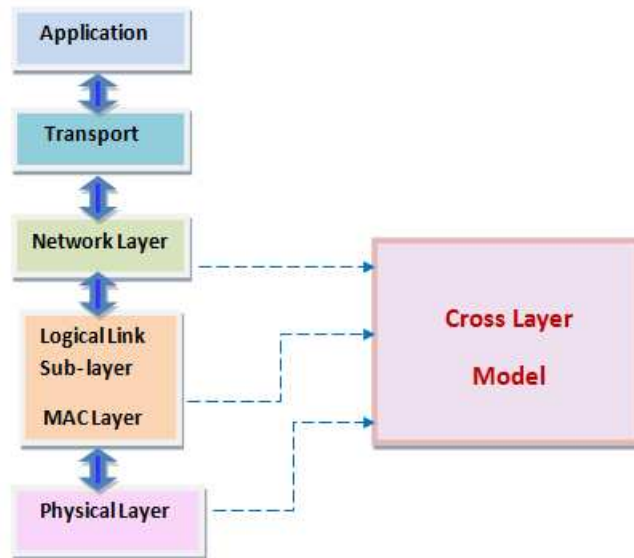 Application
Transport
Network Layer
Logical Link
Sub-layer
MAC Layer
Physical Layer
Cross Layer
Model